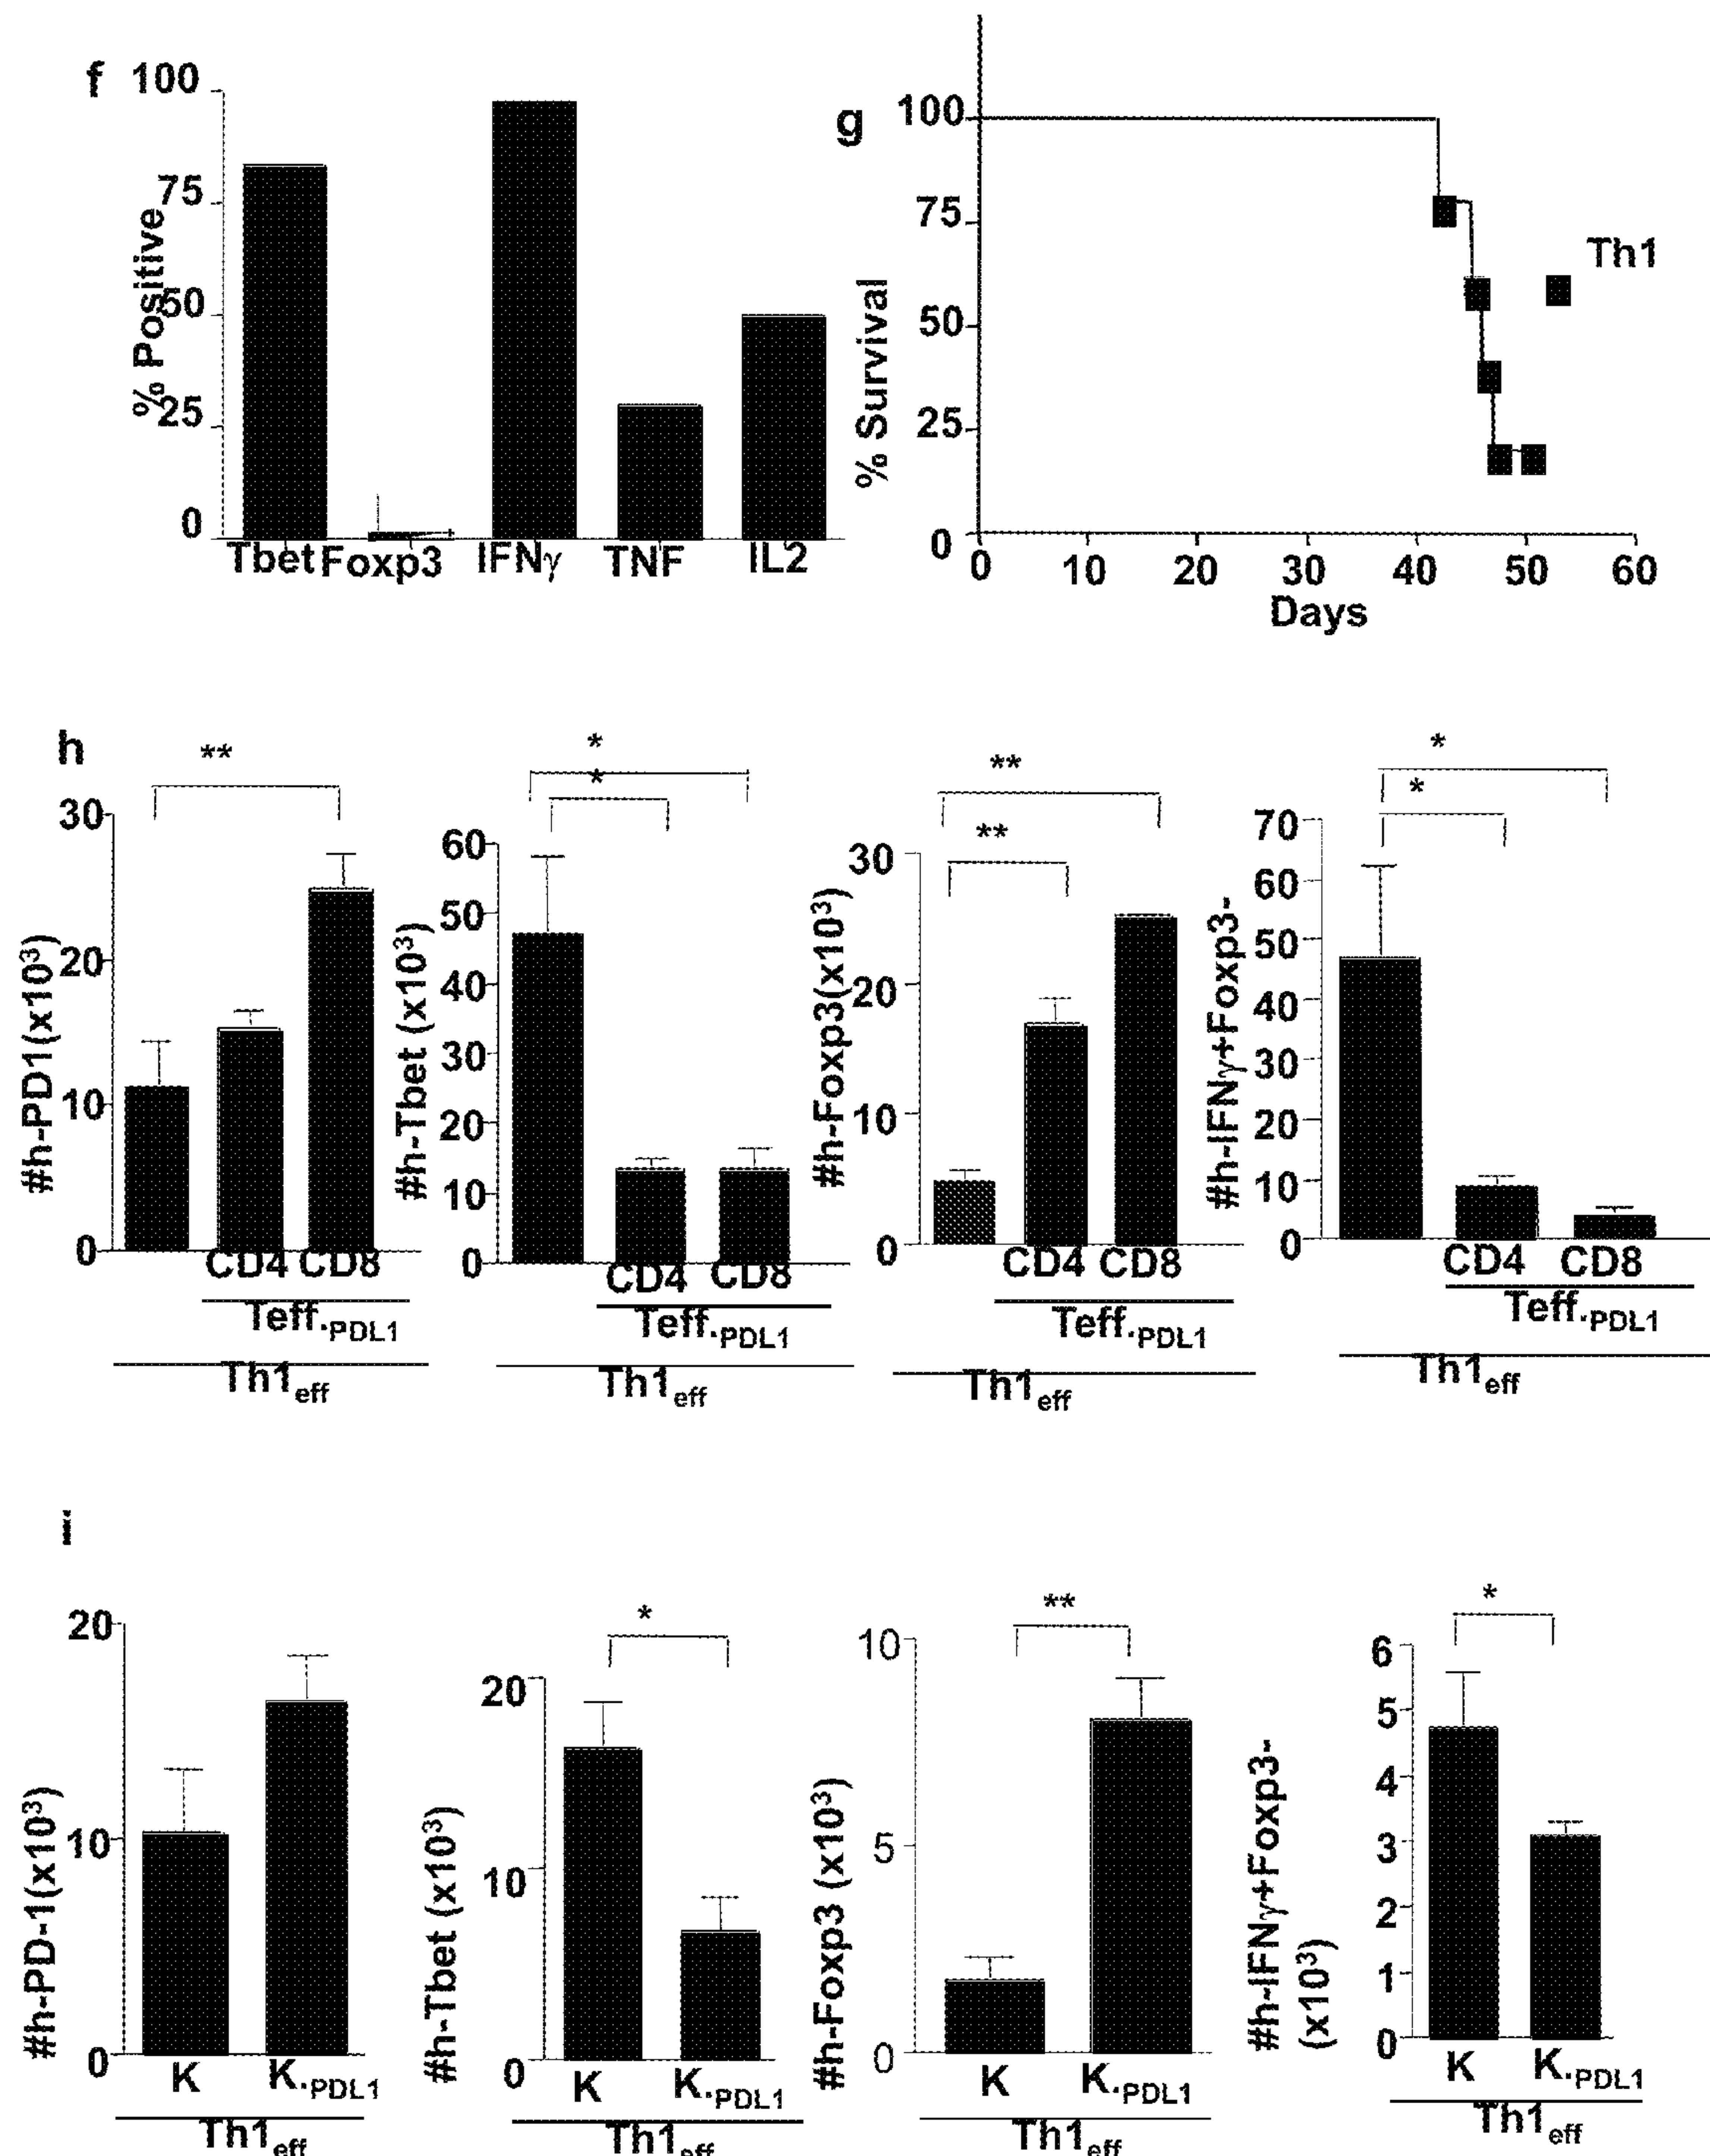 f
100
75
50
25
0
% Positive
Tbet Foxp3 IFNγ TNF IL2
g
100
75
50
25
0
% Survival
Th1
0 10 20 30 40 50 60
Days
h
**
30
20
10
0
#h-PD1(x10³)
CD4 CD8
Teff.PDL1
Th1eff
*
*
60
50
40
30
20
10
0
#h-Tbet (x10³)
CD4 CD8
Teff.PDL1
Th1eff
**
**
30
20
10
0
#h-Foxp3(x10³)
CD4 CD8
Teff.PDL1
Th1eff
*
*
70
60
50
40
30
20
10
0
#h-IFNγ+Foxp3-
CD4 CD8
Teff.PDL1
Th1eff
i
20
10
0
#h-PD-1(x10³)
K K.PDL1
Th1eff
*
20
10
0
#h-Tbet (x10³)
K K.PDL1
Th1eff
**
10
5
0
#h-Foxp3 (x10³)
K K.PDL1
Th1eff
*
6
5
4
3
2
1
0
#h-IFNγ+Foxp3-
(x10³)
K K.PDL1
Th1eff